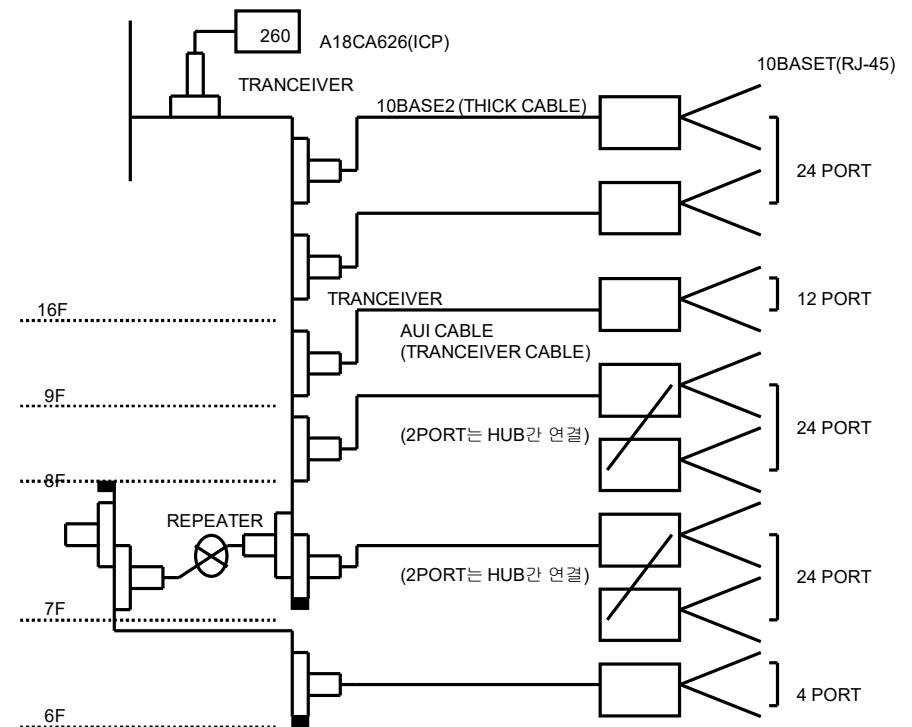 260
A18CA626(ICP)
TRANCEIVER
10BASET(RJ-45)
10BASE2 (THICK CABLE)
24 PORT
16F
TRANCEIVER
12 PORT
AUI CABLE
(TRANCEIVER CABLE)
9F
(2PORT는 HUB간 연결)
24 PORT
8F
REPEATER
(2PORT는 HUB간 연결)
24 PORT
7F
4 PORT
6F